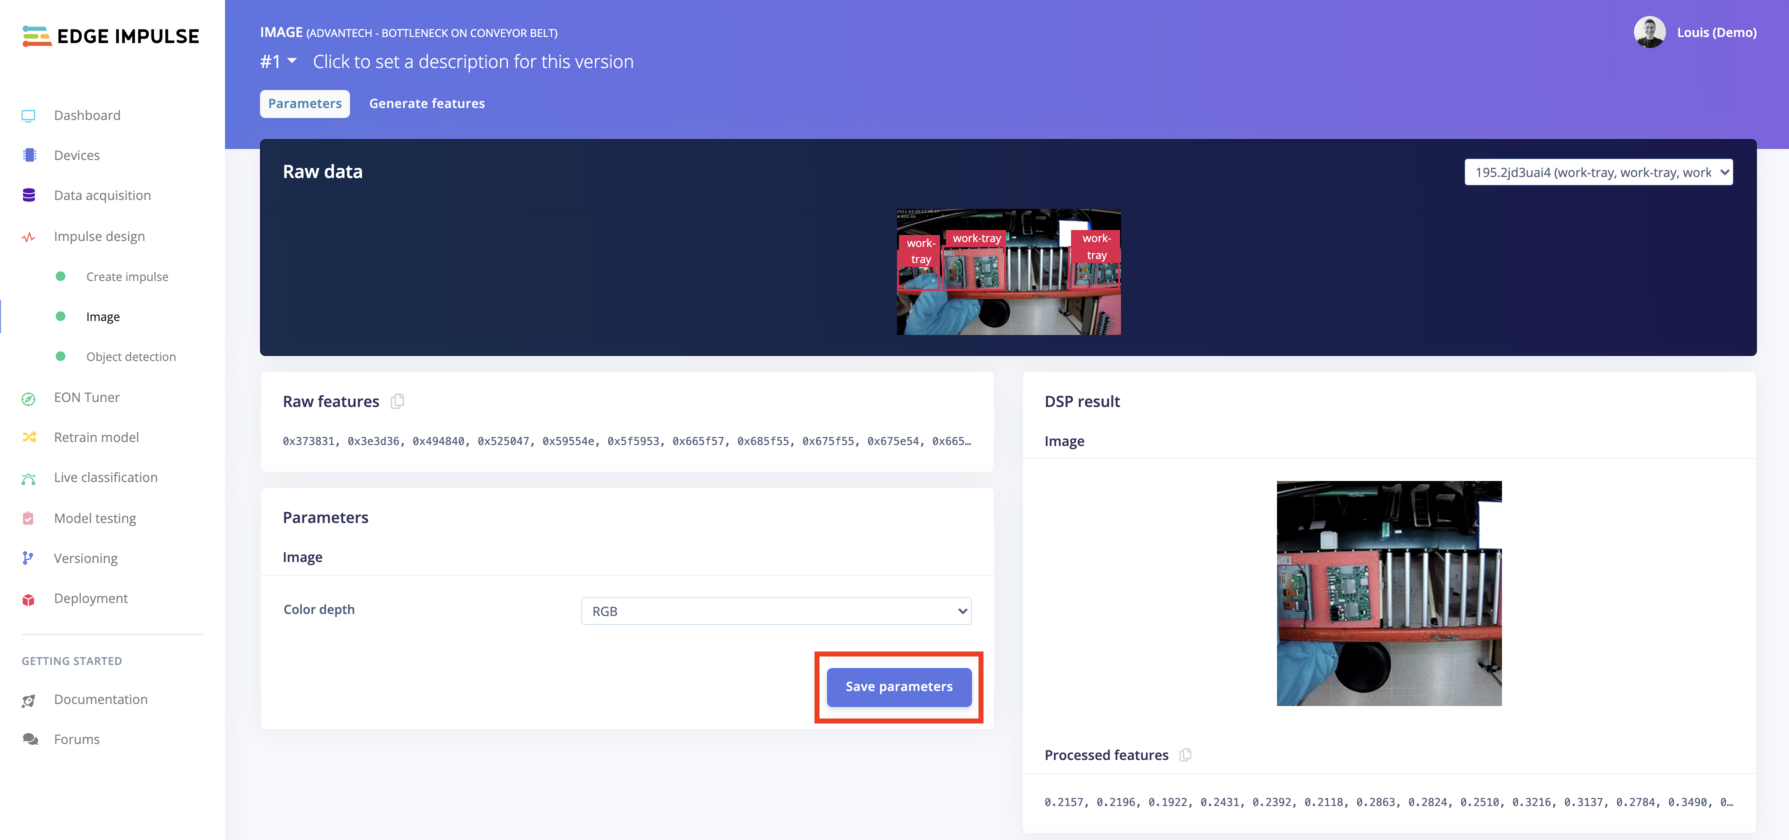 EDGE IMPULSE
Dashboard
Devices
Data acquisition
Impulse design
Create impulse
Image
Object detection
EON Tuner
Retrain model
Live classification
Model testing
Versioning
Deployment
GETTING STARTED
Documentation
Forums
IMAGE (ADVANTECH - BOTTLENECK ON CONVEYOR BELT)
#1 Click to set a description for this version
Louis (Demo)
Parameters
Generate features
Raw data
195.2jd3uai4 (work-tray, work-tray, work
work-
tray
work-tray
work-
tray
Raw features
0x373831, 0x3e3d36, 0x494840, 0x525047, 0x59554e, 0x5f5953, 0x665f57, 0x685f55, 0x675f55, 0x675e54, 0x665…
Parameters
Image
Color depth
RGB
Save parameters
DSP result
Image
Processed features
0.2157, 0.2196, 0.1922, 0.2431, 0.2392, 0.2118, 0.2863, 0.2824, 0.2510, 0.3216, 0.3137, 0.2784, 0.3490, 0…